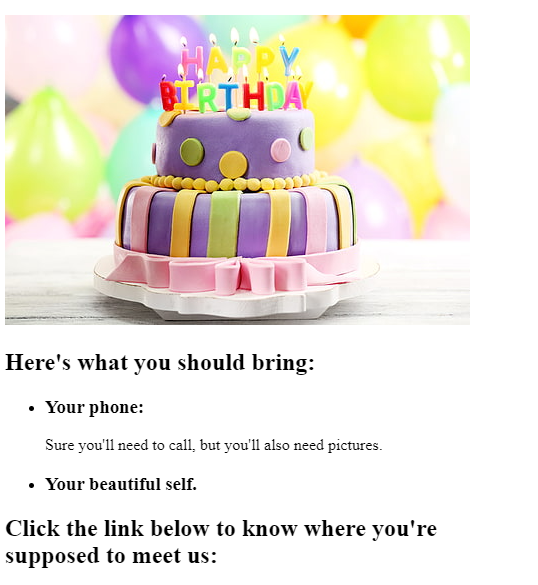 HAPPY
BIRTHDAY
Here's what you should bring:
Your phone:
Sure you'll need to call, but you'll also need pictures.
Your beautiful self.
Click the link below to know where you're
supposed to meet us: